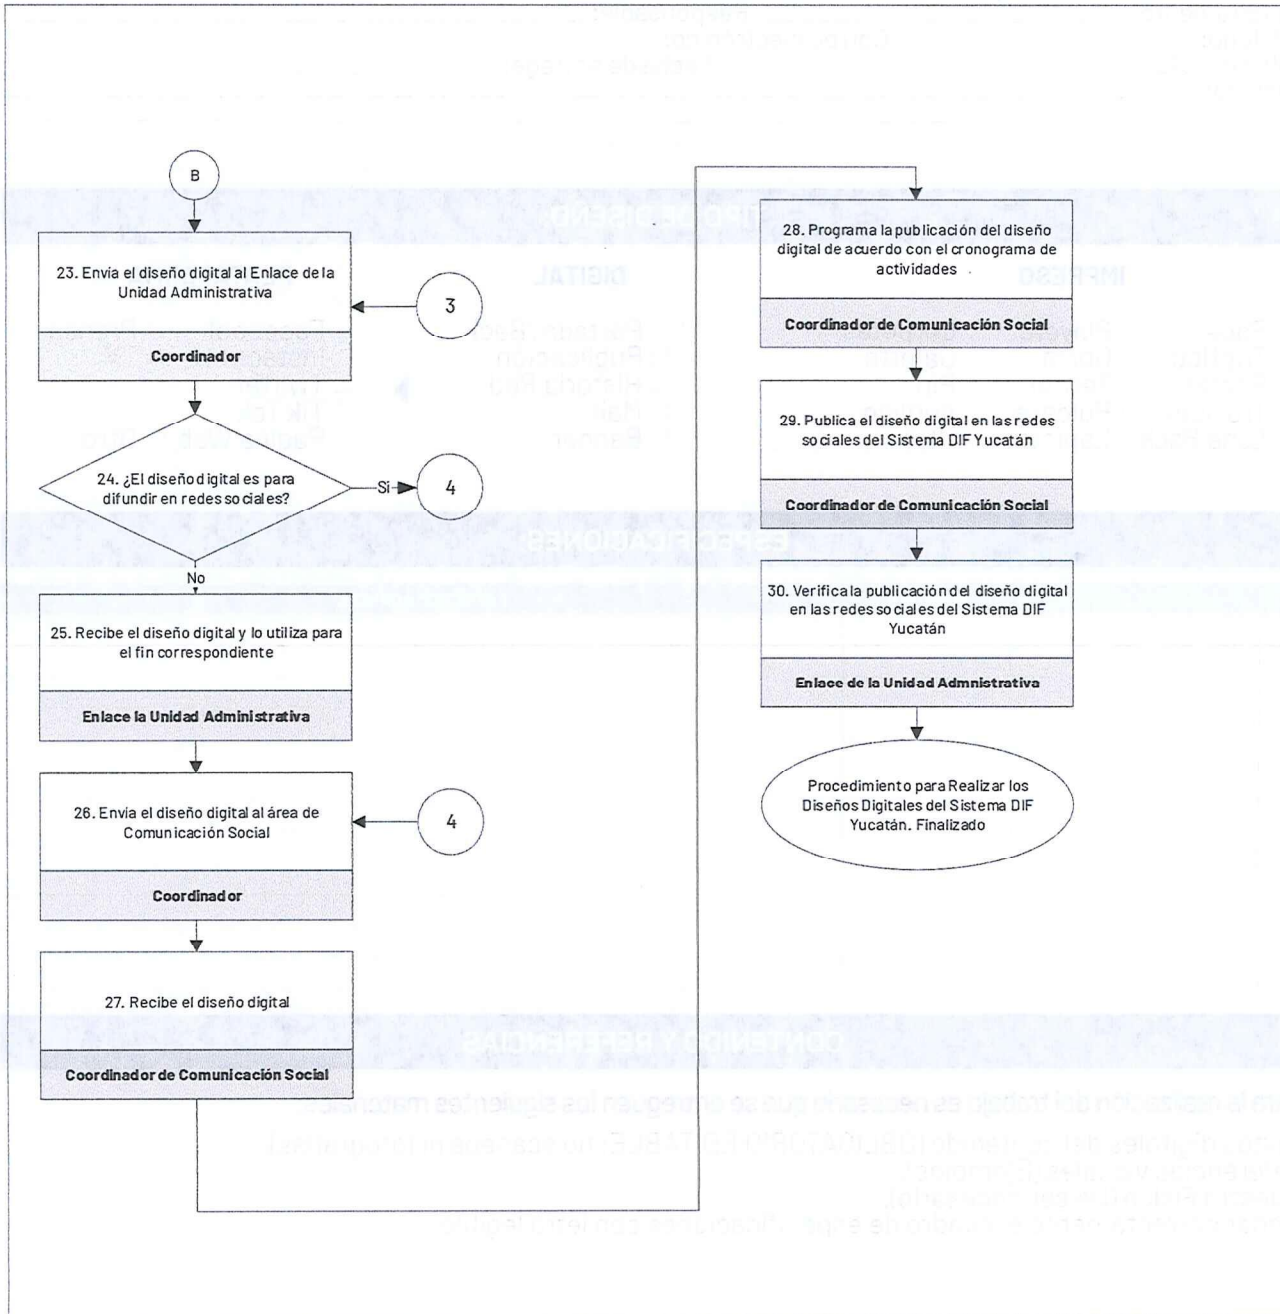 B
23. Envía el diseño digital al Enlace de la
Unidad Administrativa
Coordinador
3
24. ¿El diseño digital es para
difundir en redes sociales?
Si
4
No
25. Recibe el diseño digital y lo utiliza para
el fin correspondiente
Enlace la Unidad Administrativa
26. Envía el diseño digital al área de
Comunicación Social
Coordinador
4
27. Recibe el diseño digital
Coordinador de Comunicación Social
28. Programa la publicación del diseño
digital de acuerdo con el cronograma de
actividades
Coordinador de Comunicación Social
29. Publica el diseño digital en las redes
sociales del Sistema DIF Yucatán
Coordinador de Comunicación Social
30. Verifica la publicación del diseño digital
en las redes sociales del Sistema DIF
Yucatán
Enlace de la Unidad Admnistrativa
Procedimiento para Realizar los
Diseños Digitales del Sistema DIF
Yucatán. Finalizado